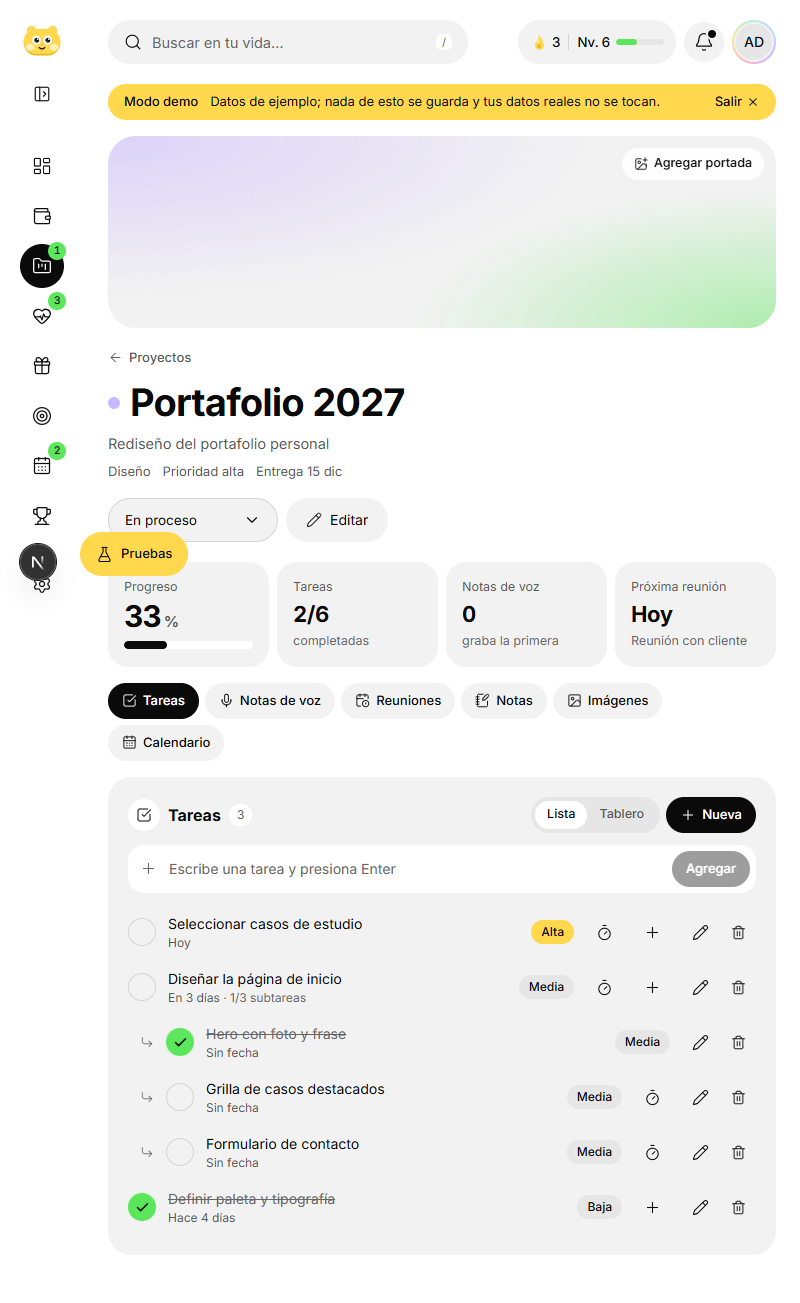 Buscar en tu vida...
/
3
Nv. 6
AD
Modo demo Datos de ejemplo; nada de esto se guarda y tus datos reales no se tocan. Salir
Agregar portada
1
3
2
N
Proyectos
Portafolio 2027
Rediseño del portafolio personal
Diseño Prioridad alta Entrega 15 dic
En proceso
Editar
Pruebas
Progreso
33 %
Tareas
2/6
completadas
Notas de voz
0
graba la primera
Próxima reunión
Hoy
Reunión con cliente
Tareas
Notas de voz
Reuniones
Notas
Imágenes
Calendario
Tareas 3
Lista
Tablero
Nueva
Escribe una tarea y presiona Enter
Agregar
Seleccionar casos de estudio
Hoy
Alta
Diseñar la página de inicio
En 3 días · 1/3 subtareas
Media
Hero con foto y frase
Sin fecha
Media
Grilla de casos destacados
Sin fecha
Media
Formulario de contacto
Sin fecha
Media
Definir paleta y tipografía
Hace 4 días
Baja